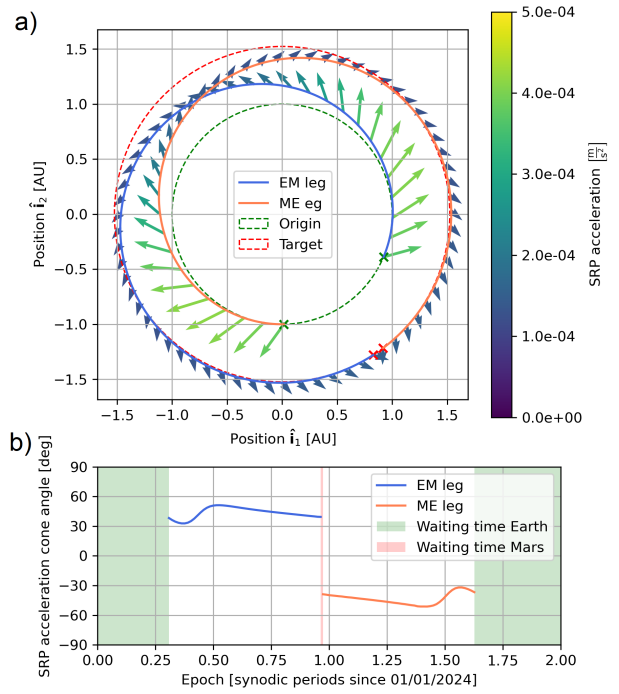 a)
Position î₂ [AU]
1.5
1.0
0.5
0.0
−0.5
−1.0
−1.5
EM leg
ME eg
Origin
Target
−1.5 −1.0 −0.5 0.0 0.5 1.0 1.5
Position î₁ [AU]
5.0e-04
4.0e-04
3.0e-04
2.0e-04
1.0e-04
0.0e+00
SRP acceleration [m/s²]
b)
SRP acceleration cone angle [deg]
90
60
30
0
−30
−60
−90
EM leg
ME leg
Waiting time Earth
Waiting time Mars
0.00 0.25 0.50 0.75 1.00 1.25 1.50 1.75 2.00
Epoch [synodic periods since 01/01/2024]